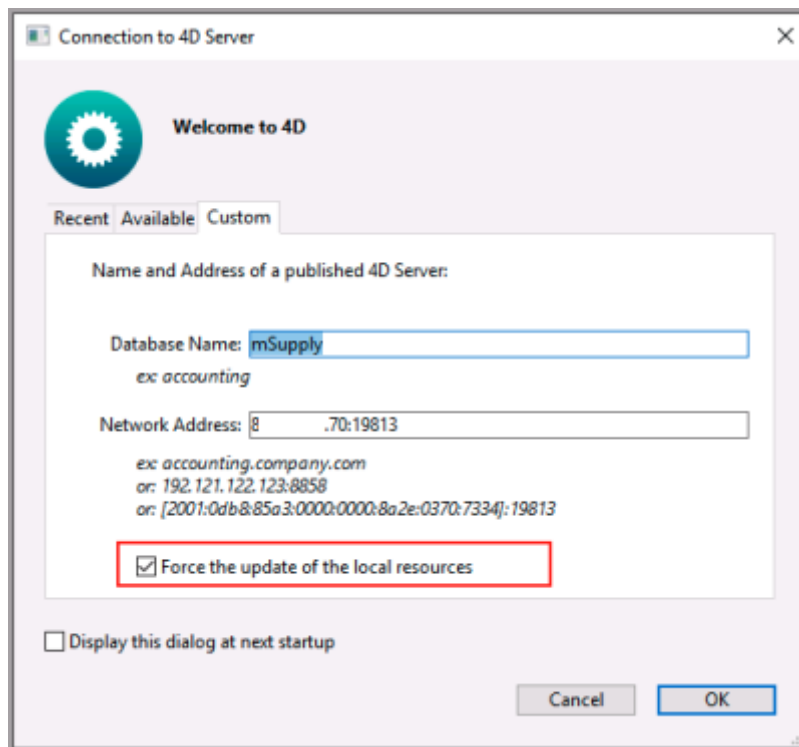 Connection to 4D Server
Welcome to 4D
Recent Available Custom
Name and Address of a published 4D Server:
Database Name: mSupply
ex: accounting
Network Address: 8 .70:19813
ex: accounting.company.com
or: 192.121.122.123:8858
or: [2001:0db8:85a3:0000:0000:8a2e:0370:7334]:19813
Force the update of the local resources
Display this dialog at next startup
Cancel OK